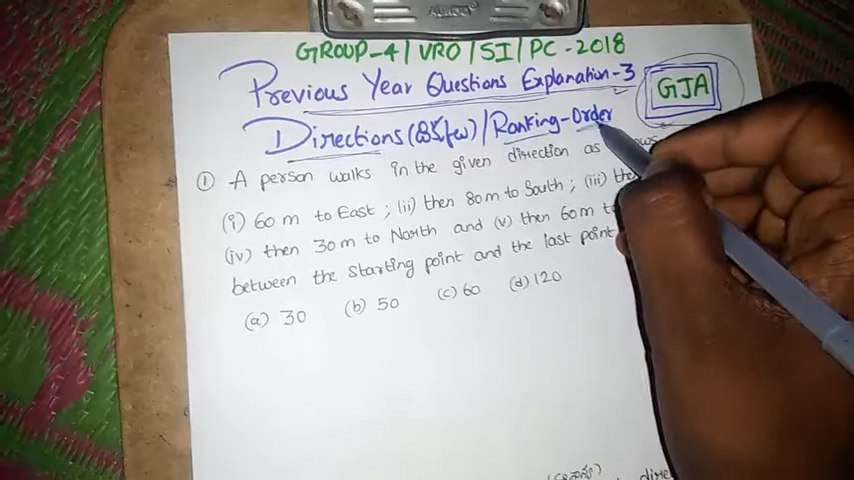 GROUP-4/VRO/SI/PC-2018
Previous Year Questions Explanation-3
GJA
Directions(దిక్కులు)/Ranking-Order
① A person walks in the given direction as
(i) 60 m to East ; (ii) then 80 m to South ; (iii)
(iv) then 30 m to North and (v) then 60 m
between the starting point and the last point
(a) 30 (b) 50 (c) 60 (d) 120